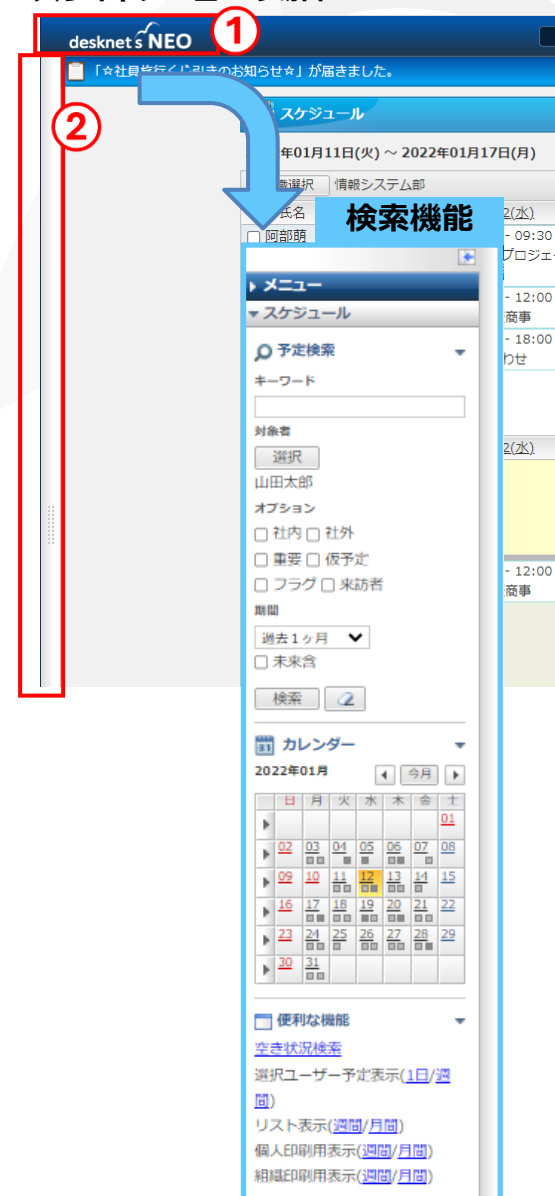 desknet's NEO
①
「☆社員旅行くじ引きのお知らせ☆」が届きました。
②
スケジュール
年01月11日(火) ～ 2022年01月17日(月)
選択 情報システム部
氏名
2(水)
阿部萌
検索機能
- 09:30
プロジェ
メニュー
- 12:00
商事
スケジュール
- 18:00
わせ
予定検索
キーワード
対象者
選択
2(水)
山田太郎
オプション
社内 社外
重要 仮予定
- 12:00
フラグ 来訪者
商事
期間
過去1ヶ月
未来含
検索
カレンダー
2022年01月 今月
日 月 火 水 木 金 土
01
02 03 04 05 06 07 08
09 10 11 12 13 14 15
16 17 18 19 20 21 22
23 24 25 26 27 28 29
30 31
便利な機能
空き状況検索
選択ユーザー予定表示(1日/週
間)
リスト表示(週間/月間)
個人印刷用表示(週間/月間)
組織印刷用表示(週間/月間)